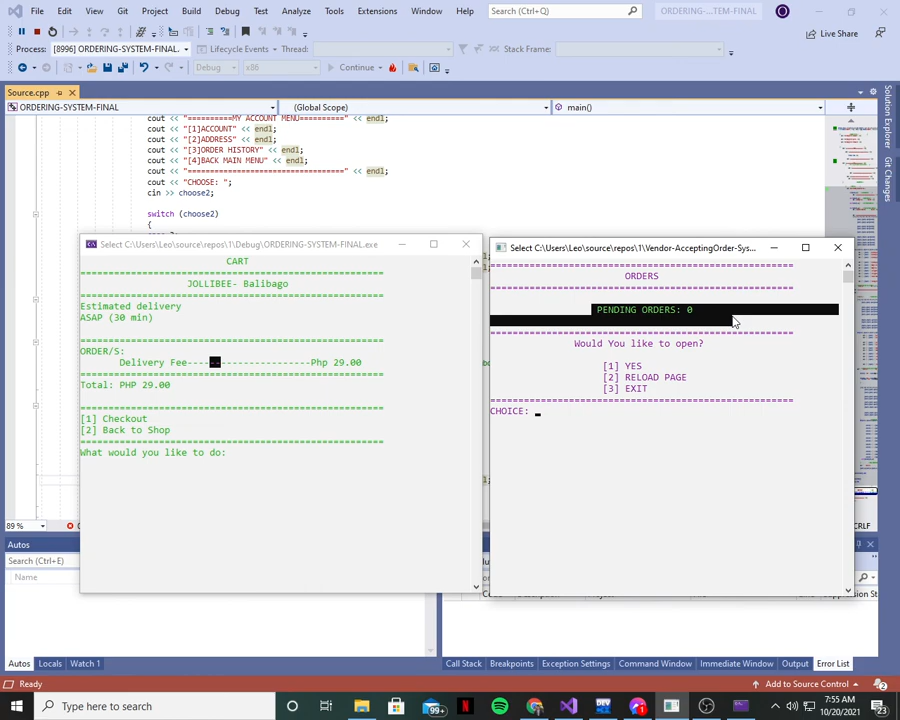 File Edit View Git Project Build Debug Test Analyze Tools Extensions Window Help Search (Ctrl+Q) ORDERING-...TEM-FINAL
Live Share
Process: [8996] ORDERING-SYSTEM-FINAL. Lifecycle Events Thread: Stack Frame:
Debug x86 Continue
Source.cpp
ORDERING-SYSTEM-FINAL (Global Scope) main()
cout << "==========MY ACCOUNT MENU=========" << endl;
cout << "[1]ACCOUNT" << endl;
cout << "[2]ADDRESS" << endl;
cout << "[3]ORDER HISTORY" << endl;
cout << "[4]BACK MAIN MENU" << endl;
cout << "==================================" << endl;
cout << "CHOOSE: ";
cin >> choose2;
switch (choose2)
{
Solution Explorer
Git Changes
Select C:\Users\Leo\source\repos\1\Debug\ORDERING-SYSTEM-FINAL.exe
CART
======================================================
JOLLIBEE- Balibago
======================================================
Estimated delivery
ASAP (30 min)
======================================================
ORDER/S:
Delivery Fee----------------------Php 29.00
======================================================
Total: PHP 29.00
======================================================
[1] Checkout
[2] Back to Shop
======================================================
What would you like to do:
Select C:\Users\Leo\source\repos\1\Vendor-AcceptingOrder-Sys...
======================================================
ORDERS
======================================================
PENDING ORDERS: 0
======================================================
Would You like to open?
[1] YES
[2] RELOAD PAGE
[3] EXIT
======================================================
CHOICE: _
89 %
CRLF
Autos
Search (Ctrl+E)
Name
Autos Locals Watch 1
Call Stack Breakpoints Exception Settings Command Window Immediate Window Output Error List
Ready Add to Source Control 2
Type here to search
99+
7:55 AM
10/20/2021
23